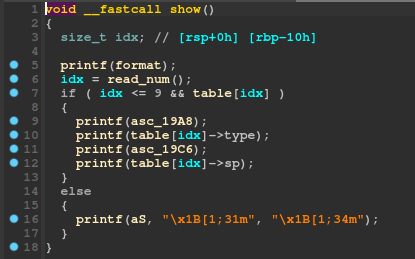 1 void __fastcall show()
2 {
3   size_t idx; // [rsp+0h] [rbp-10h]
4
5   printf(format);
6   idx = read_num();
7   if ( idx <= 9 && table[idx] )
8   {
9     printf(asc_19A8);
10     printf(table[idx]->type);
11     printf(asc_19C6);
12     printf(table[idx]->sp);
13   }
14   else
15   {
16     printf(aS, "\x1B[1;31m", "\x1B[1;34m");
17   }
18 }